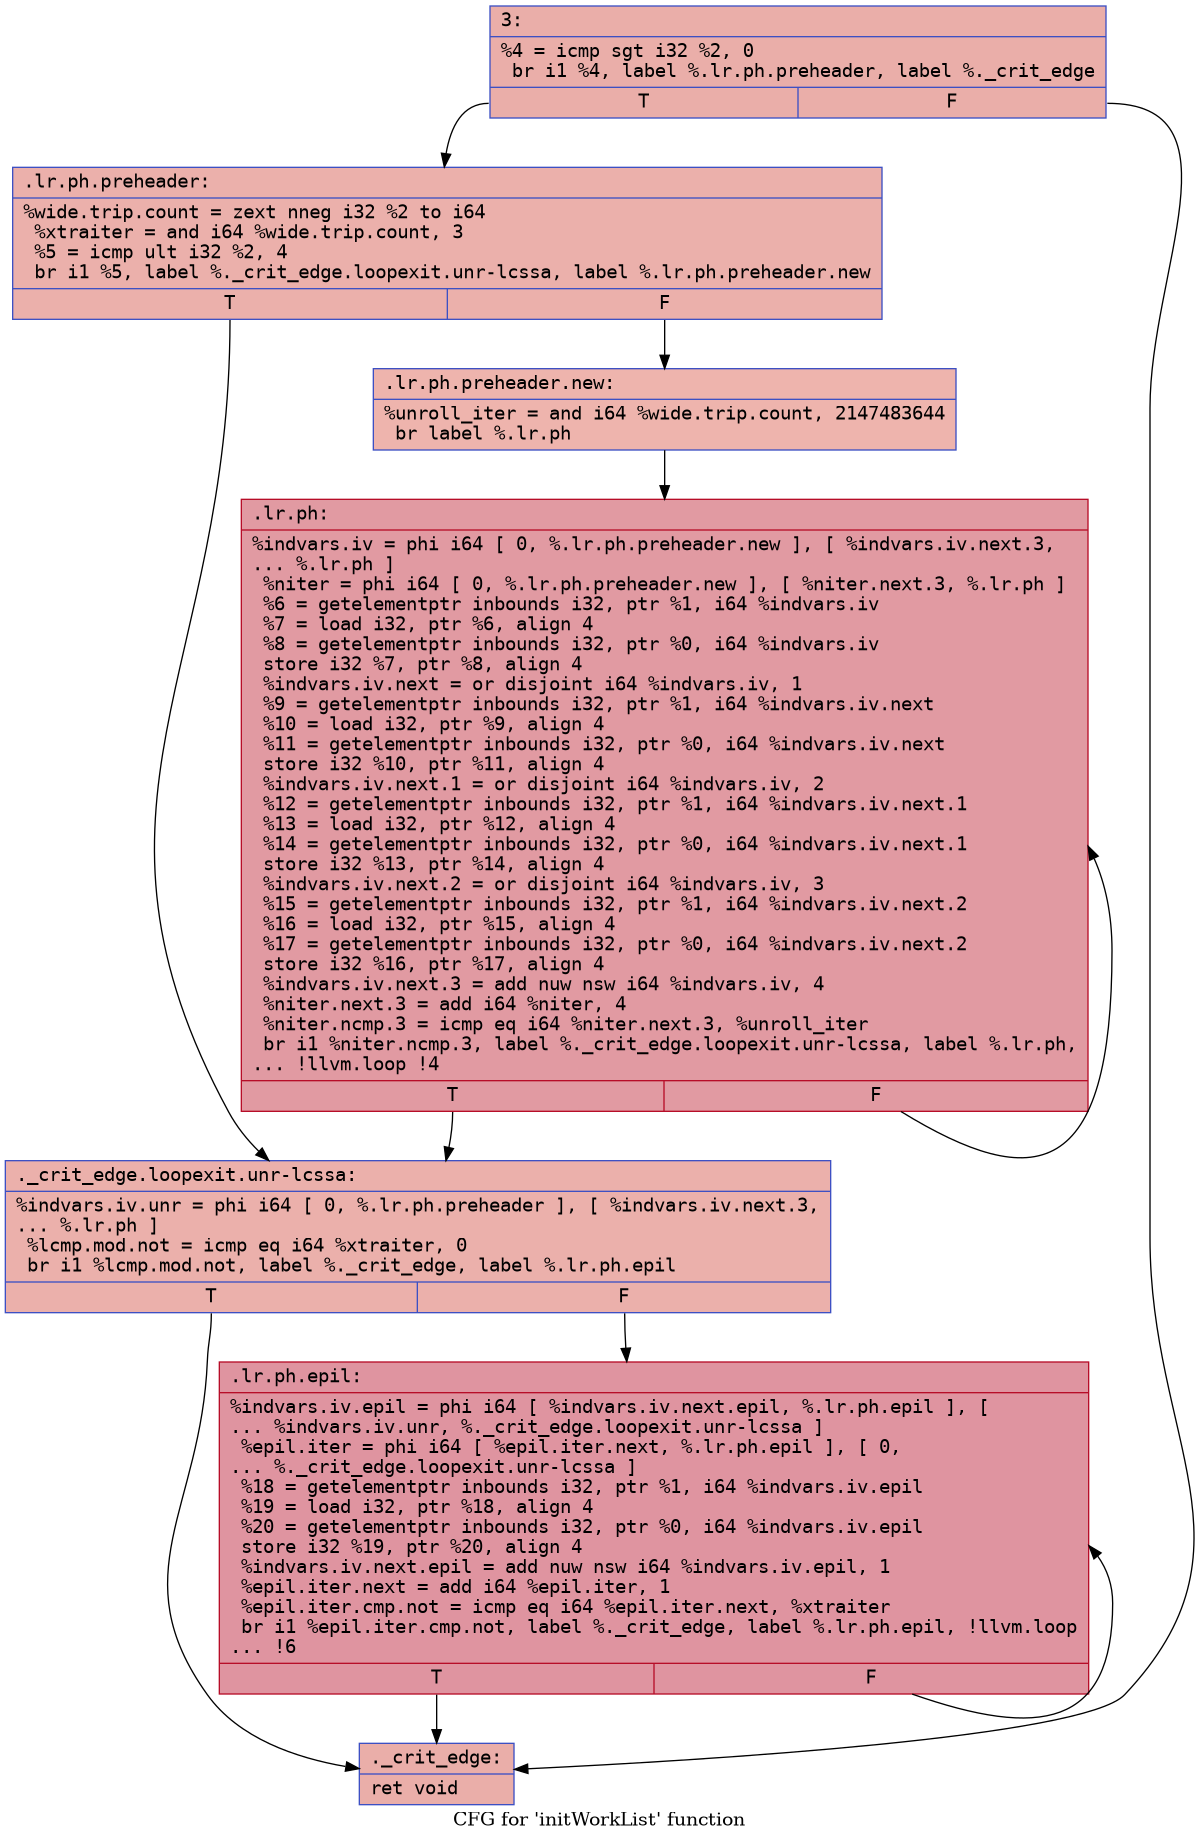 3:
%4 = icmp sgt i32 %2, 0
br i1 %4, label %.lr.ph.preheader, label %._crit_edge
T F
.lr.ph.preheader:
%wide.trip.count = zext nneg i32 %2 to i64
%xtraiter = and i64 %wide.trip.count, 3
%5 = icmp ult i32 %2, 4
br i1 %5, label %._crit_edge.loopexit.unr-lcssa, label %.lr.ph.preheader.new
T F
.lr.ph.preheader.new:
%unroll_iter = and i64 %wide.trip.count, 2147483644
br label %.lr.ph
.lr.ph:
%indvars.iv = phi i64 [ 0, %.lr.ph.preheader.new ], [ %indvars.iv.next.3,
... %.lr.ph ]
%niter = phi i64 [ 0, %.lr.ph.preheader.new ], [ %niter.next.3, %.lr.ph ]
%6 = getelementptr inbounds i32, ptr %1, i64 %indvars.iv
%7 = load i32, ptr %6, align 4
%8 = getelementptr inbounds i32, ptr %0, i64 %indvars.iv
store i32 %7, ptr %8, align 4
%indvars.iv.next = or disjoint i64 %indvars.iv, 1
%9 = getelementptr inbounds i32, ptr %1, i64 %indvars.iv.next
%10 = load i32, ptr %9, align 4
%11 = getelementptr inbounds i32, ptr %0, i64 %indvars.iv.next
store i32 %10, ptr %11, align 4
%indvars.iv.next.1 = or disjoint i64 %indvars.iv, 2
%12 = getelementptr inbounds i32, ptr %1, i64 %indvars.iv.next.1
%13 = load i32, ptr %12, align 4
%14 = getelementptr inbounds i32, ptr %0, i64 %indvars.iv.next.1
store i32 %13, ptr %14, align 4
%indvars.iv.next.2 = or disjoint i64 %indvars.iv, 3
%15 = getelementptr inbounds i32, ptr %1, i64 %indvars.iv.next.2
%16 = load i32, ptr %15, align 4
%17 = getelementptr inbounds i32, ptr %0, i64 %indvars.iv.next.2
store i32 %16, ptr %17, align 4
%indvars.iv.next.3 = add nuw nsw i64 %indvars.iv, 4
%niter.next.3 = add i64 %niter, 4
%niter.ncmp.3 = icmp eq i64 %niter.next.3, %unroll_iter
br i1 %niter.ncmp.3, label %._crit_edge.loopexit.unr-lcssa, label %.lr.ph,
... !llvm.loop !4
T F
._crit_edge.loopexit.unr-lcssa:
%indvars.iv.unr = phi i64 [ 0, %.lr.ph.preheader ], [ %indvars.iv.next.3,
... %.lr.ph ]
%lcmp.mod.not = icmp eq i64 %xtraiter, 0
br i1 %lcmp.mod.not, label %._crit_edge, label %.lr.ph.epil
T F
.lr.ph.epil:
%indvars.iv.epil = phi i64 [ %indvars.iv.next.epil, %.lr.ph.epil ], [
... %indvars.iv.unr, %._crit_edge.loopexit.unr-lcssa ]
%epil.iter = phi i64 [ %epil.iter.next, %.lr.ph.epil ], [ 0,
... %._crit_edge.loopexit.unr-lcssa ]
%18 = getelementptr inbounds i32, ptr %1, i64 %indvars.iv.epil
%19 = load i32, ptr %18, align 4
%20 = getelementptr inbounds i32, ptr %0, i64 %indvars.iv.epil
store i32 %19, ptr %20, align 4
%indvars.iv.next.epil = add nuw nsw i64 %indvars.iv.epil, 1
%epil.iter.next = add i64 %epil.iter, 1
%epil.iter.cmp.not = icmp eq i64 %epil.iter.next, %xtraiter
br i1 %epil.iter.cmp.not, label %._crit_edge, label %.lr.ph.epil, !llvm.loop
... !6
T F
._crit_edge:
ret void
CFG for 'initWorkList' function